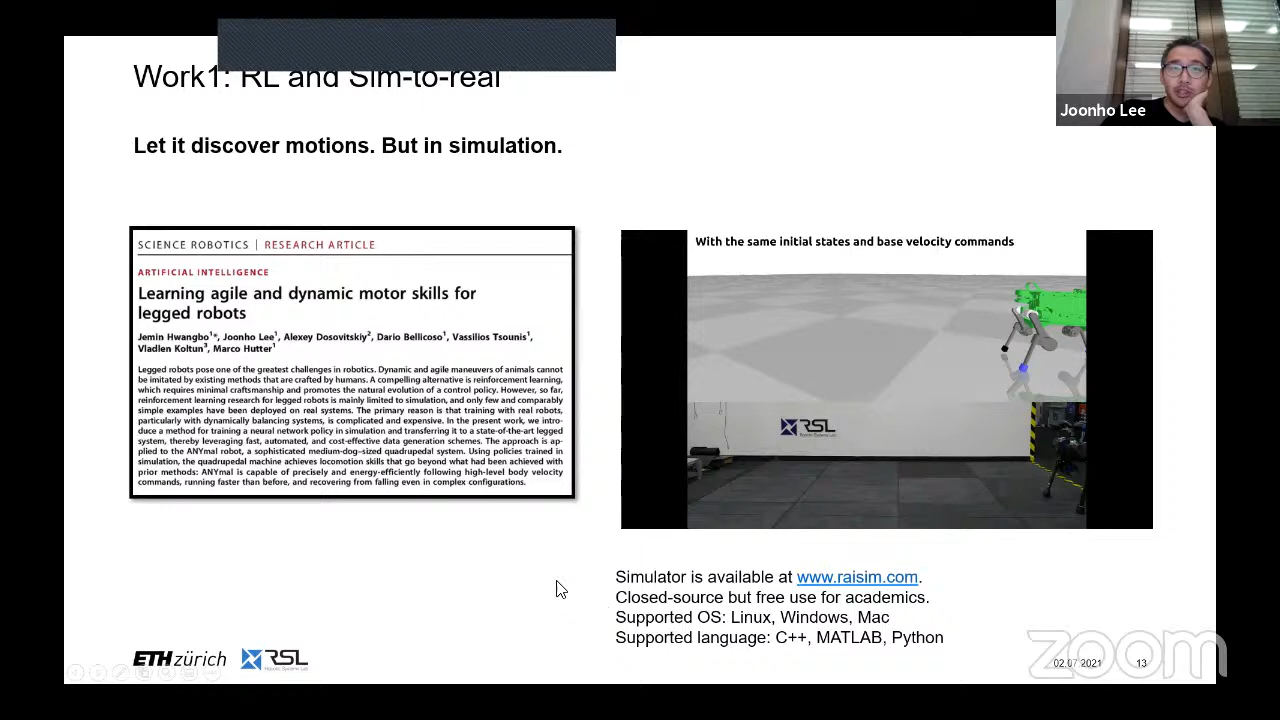 Work1: RL and Sim-to-real
Joonho Lee
Let it discover motions. But in simulation.
SCIENCE ROBOTICS | RESEARCH ARTICLE
ARTIFICIAL INTELLIGENCE
Learning agile and dynamic motor skills for
legged robots
Jemin Hwangbo1*, Joonho Lee1, Alexey Dosovitskiy2, Dario Bellicoso1, Vassilios Tsounis1,
Vladlen Koltun3, Marco Hutter1
Legged robots pose one of the greatest challenges in robotics. Dynamic and agile maneuvers of animals cannot
be imitated by existing methods that are crafted by humans. A compelling alternative is reinforcement learning,
which requires minimal craftsmanship and promotes the natural evolution of a control policy. However, so far,
reinforcement learning research for legged robots is mainly limited to simulation, and only few and comparably
simple examples have been deployed on real systems. The primary reason is that training with real robots,
particularly with dynamically balancing systems, is complicated and expensive. In the present work, we intro-
duce a method for training a neural network policy in simulation and transferring it to a state-of-the-art legged
system, thereby leveraging fast, automated, and cost-effective data generation schemes. The approach is ap-
plied to the ANYmal robot, a sophisticated medium-dog–sized quadrupedal system. Using policies trained in
simulation, the quadrupedal machine achieves locomotion skills that go beyond what had been achieved with
prior methods: ANYmal is capable of precisely and energy-efficiently following high-level body velocity
commands, running faster than before, and recovering from falling even in complex configurations.
With the same initial states and base velocity commands
RSL
Simulator is available at www.raisim.com.
Closed-source but free use for academics.
Supported OS: Linux, Windows, Mac
Supported language: C++, MATLAB, Python
ETH zürich
RSL
Robotic Systems Lab
02.07.2021
13
zoom